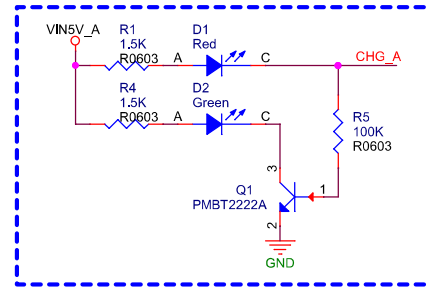 VIN5V_A
R1
1.5K
R0603
A
D1
Red
C
CHG_A
R4
1.5K
R0603
A
D2
Green
C
R5
100K
R0603
3
Q1
PMBT2222A
1
2
GND